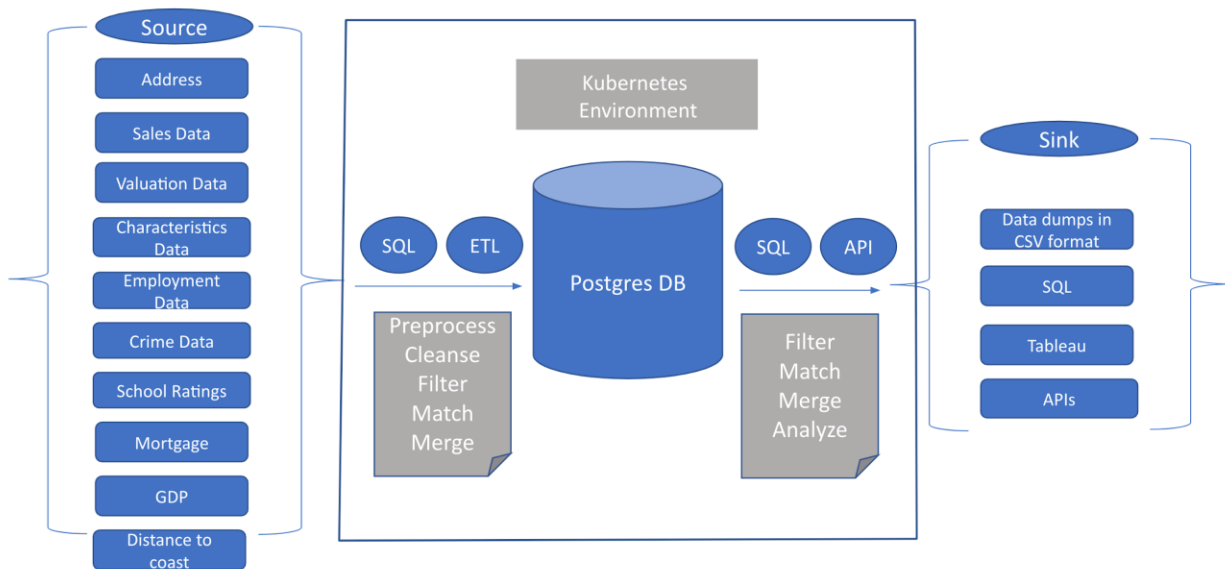 Source
Address
Sales Data
Valuation Data
Characteristics
Data
Employment
Data
Crime Data
School Ratings
Mortgage
GDP
Distance to
coast
Kubernetes
Environment
SQL
ETL
Preprocess
Cleanse
Filter
Match
Merge
Postgres DB
SQL
API
Filter
Match
Merge
Analyze
Sink
Data dumps in
CSV format
SQL
Tableau
APIs